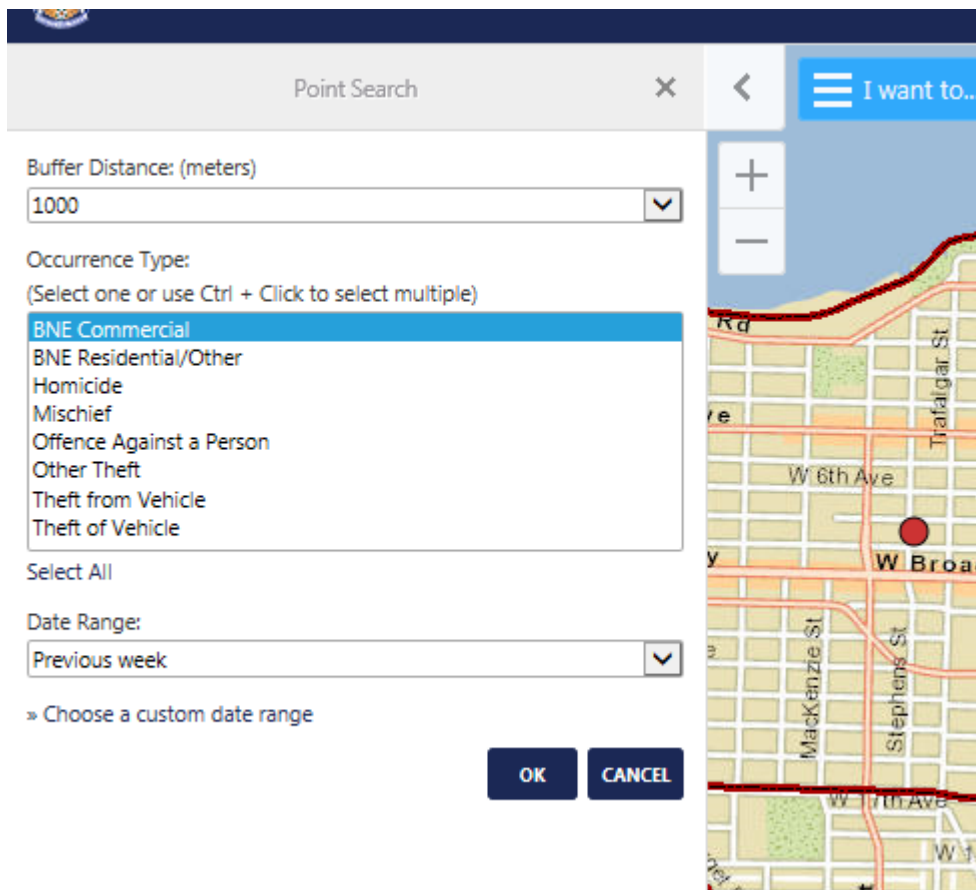 Point Search
I want to...
Buffer Distance: (meters)
1000
Occurrence Type:
(Select one or use Ctrl + Click to select multiple)
BNE Commercial
BNE Residential/Other
Homicide
Mischief
Offence Against a Person
Other Theft
Theft from Vehicle
Theft of Vehicle
Select All
Date Range:
Previous week
» Choose a custom date range
OK
CANCEL
Rd
Trafalgar St
W 6th Ave
W Broa
MacKenzie St
Stephens St
W 17th Ave
W 1